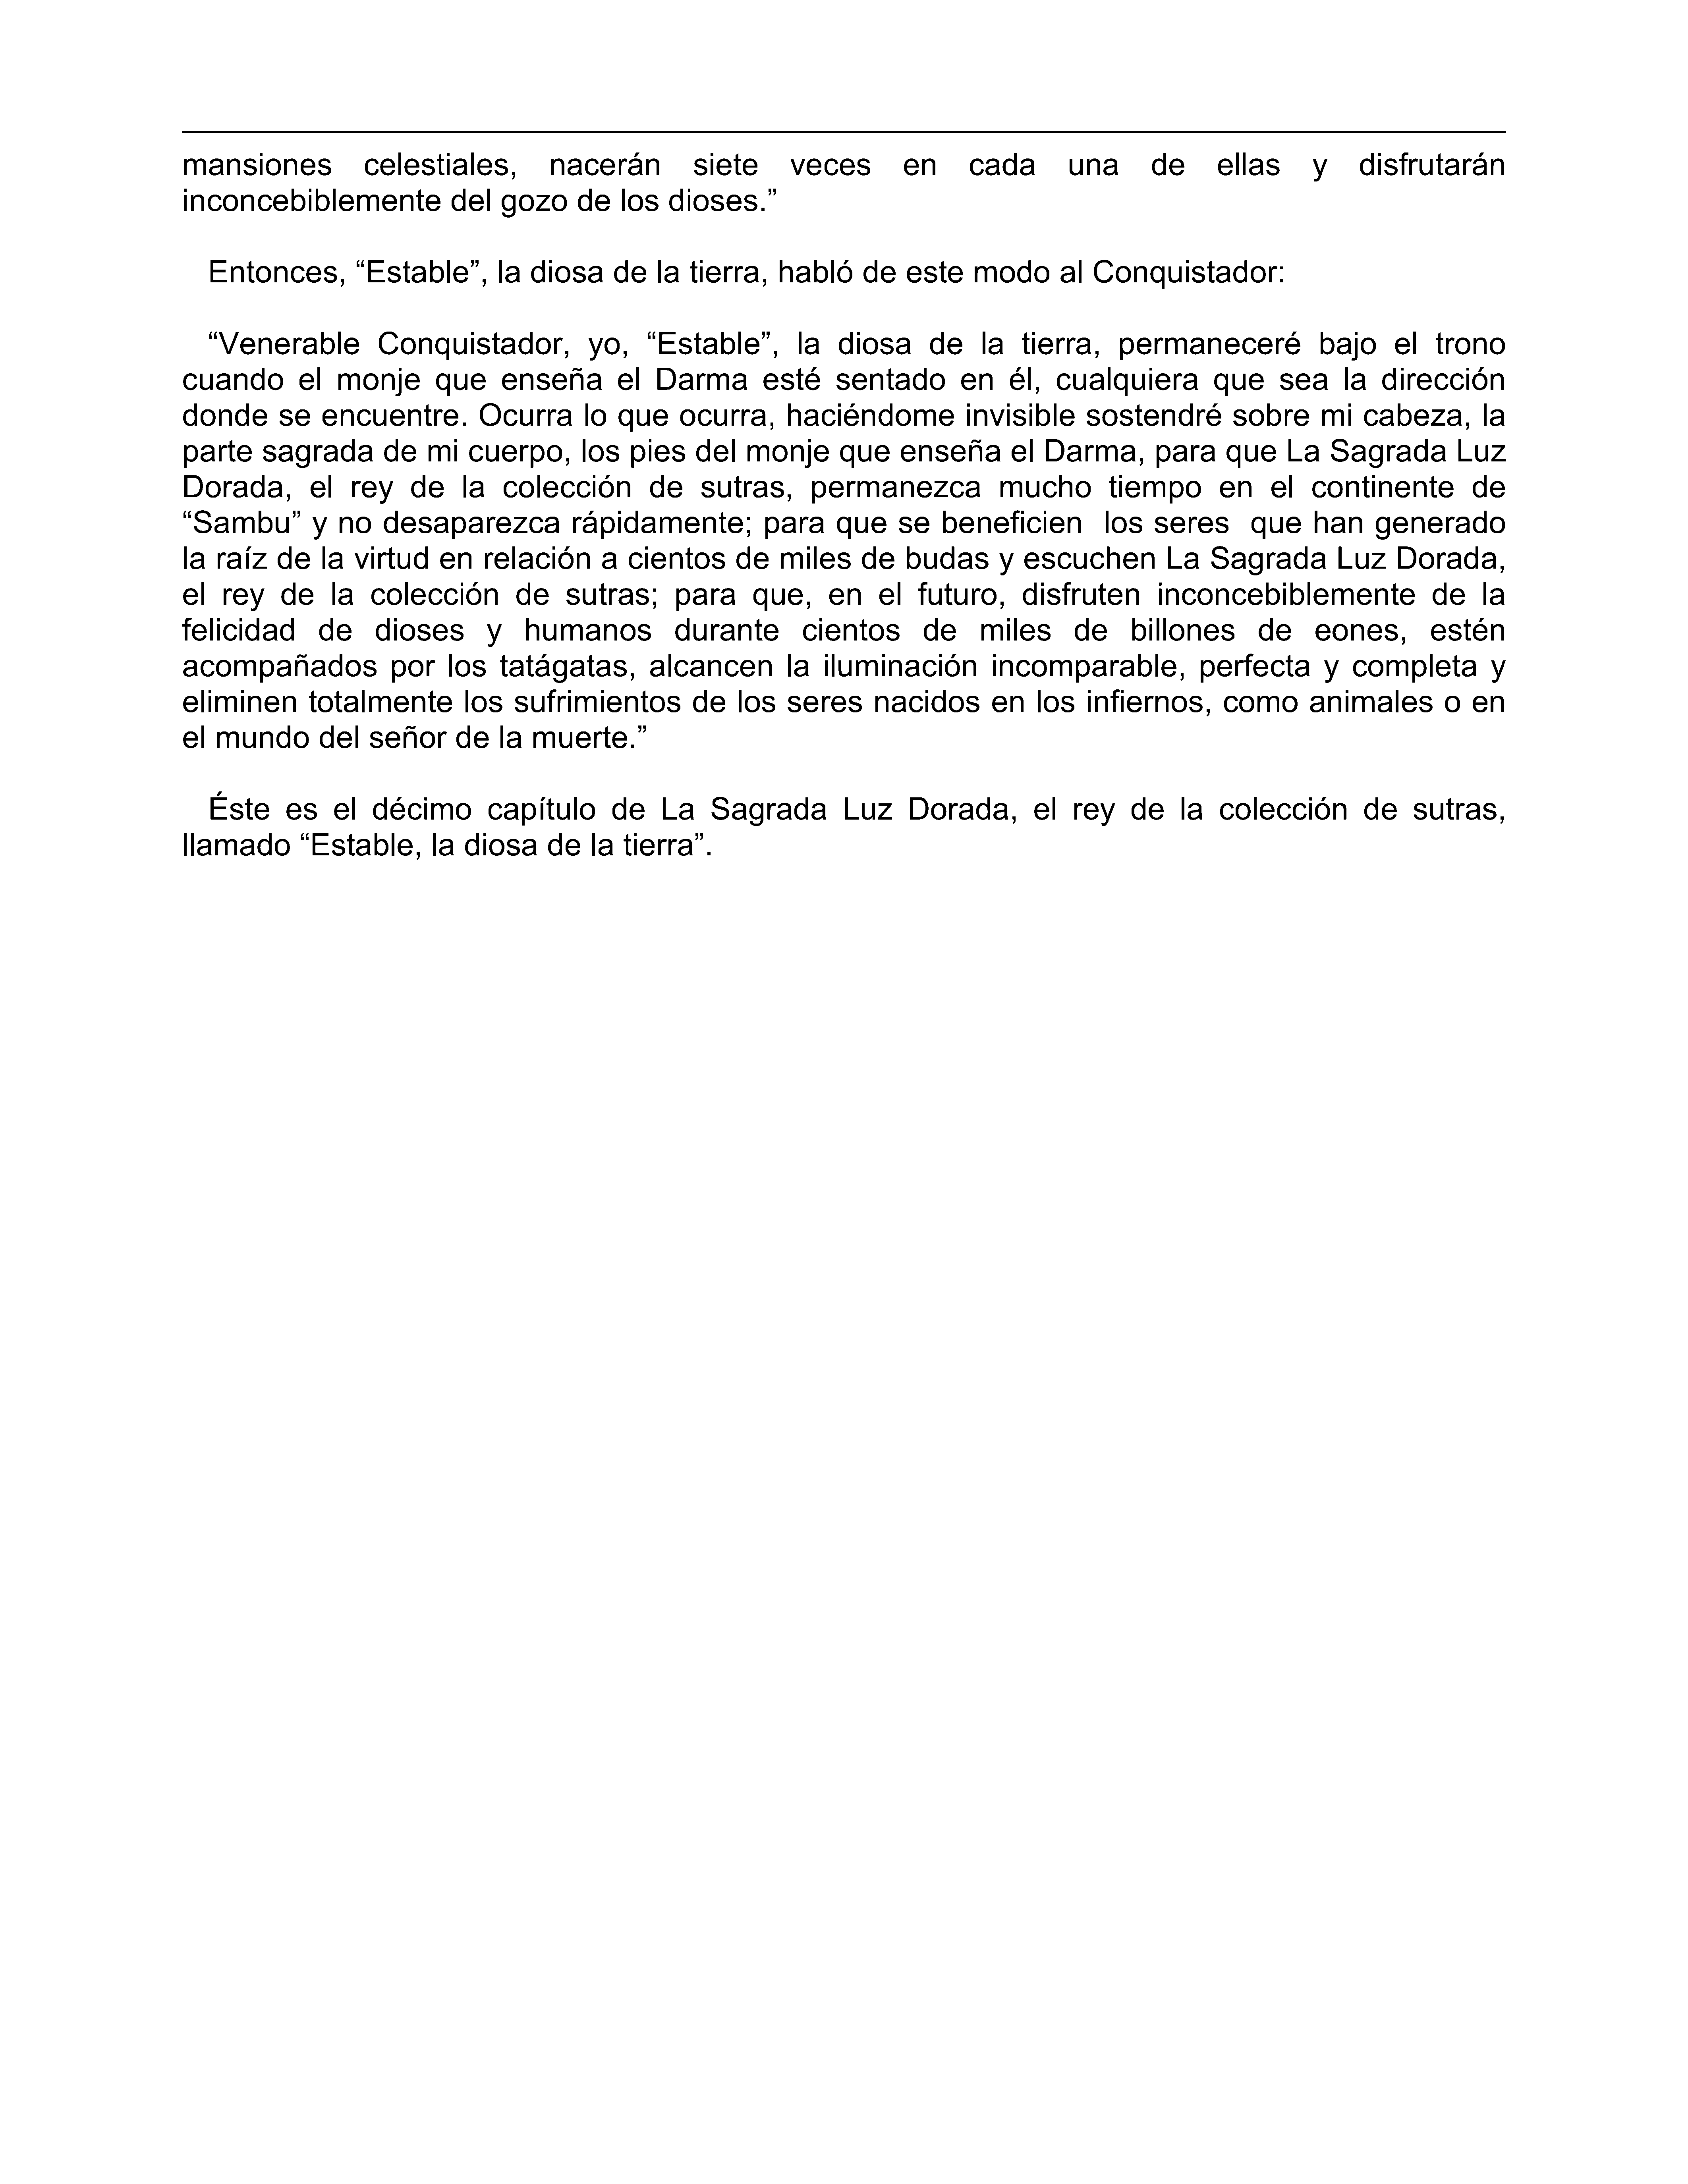 mansiones celestiales, nacerán siete veces en cada una de ellas y disfrutarán
inconcebiblemente del gozo de los dioses.”
Entonces, “Estable”, la diosa de la tierra, habló de este modo al Conquistador:
“Venerable Conquistador, yo, “Estable”, la diosa de la tierra, permaneceré bajo el trono
cuando el monje que enseña el Darma esté sentado en él, cualquiera que sea la dirección
donde se encuentre. Ocurra lo que ocurra, haciéndome invisible sostendré sobre mi cabeza, la
parte sagrada de mi cuerpo, los pies del monje que enseña el Darma, para que La Sagrada Luz
Dorada, el rey de la colección de sutras, permanezca mucho tiempo en el continente de
“Sambu” y no desaparezca rápidamente; para que se beneficien los seres que han generado
la raíz de la virtud en relación a cientos de miles de budas y escuchen La Sagrada Luz Dorada,
el rey de la colección de sutras; para que, en el futuro, disfruten inconcebiblemente de la
felicidad de dioses y humanos durante cientos de miles de billones de eones, estén
acompañados por los tatágatas, alcancen la iluminación incomparable, perfecta y completa y
eliminen totalmente los sufrimientos de los seres nacidos en los infiernos, como animales o en
el mundo del señor de la muerte.”
Éste es el décimo capítulo de La Sagrada Luz Dorada, el rey de la colección de sutras,
llamado “Estable, la diosa de la tierra”.